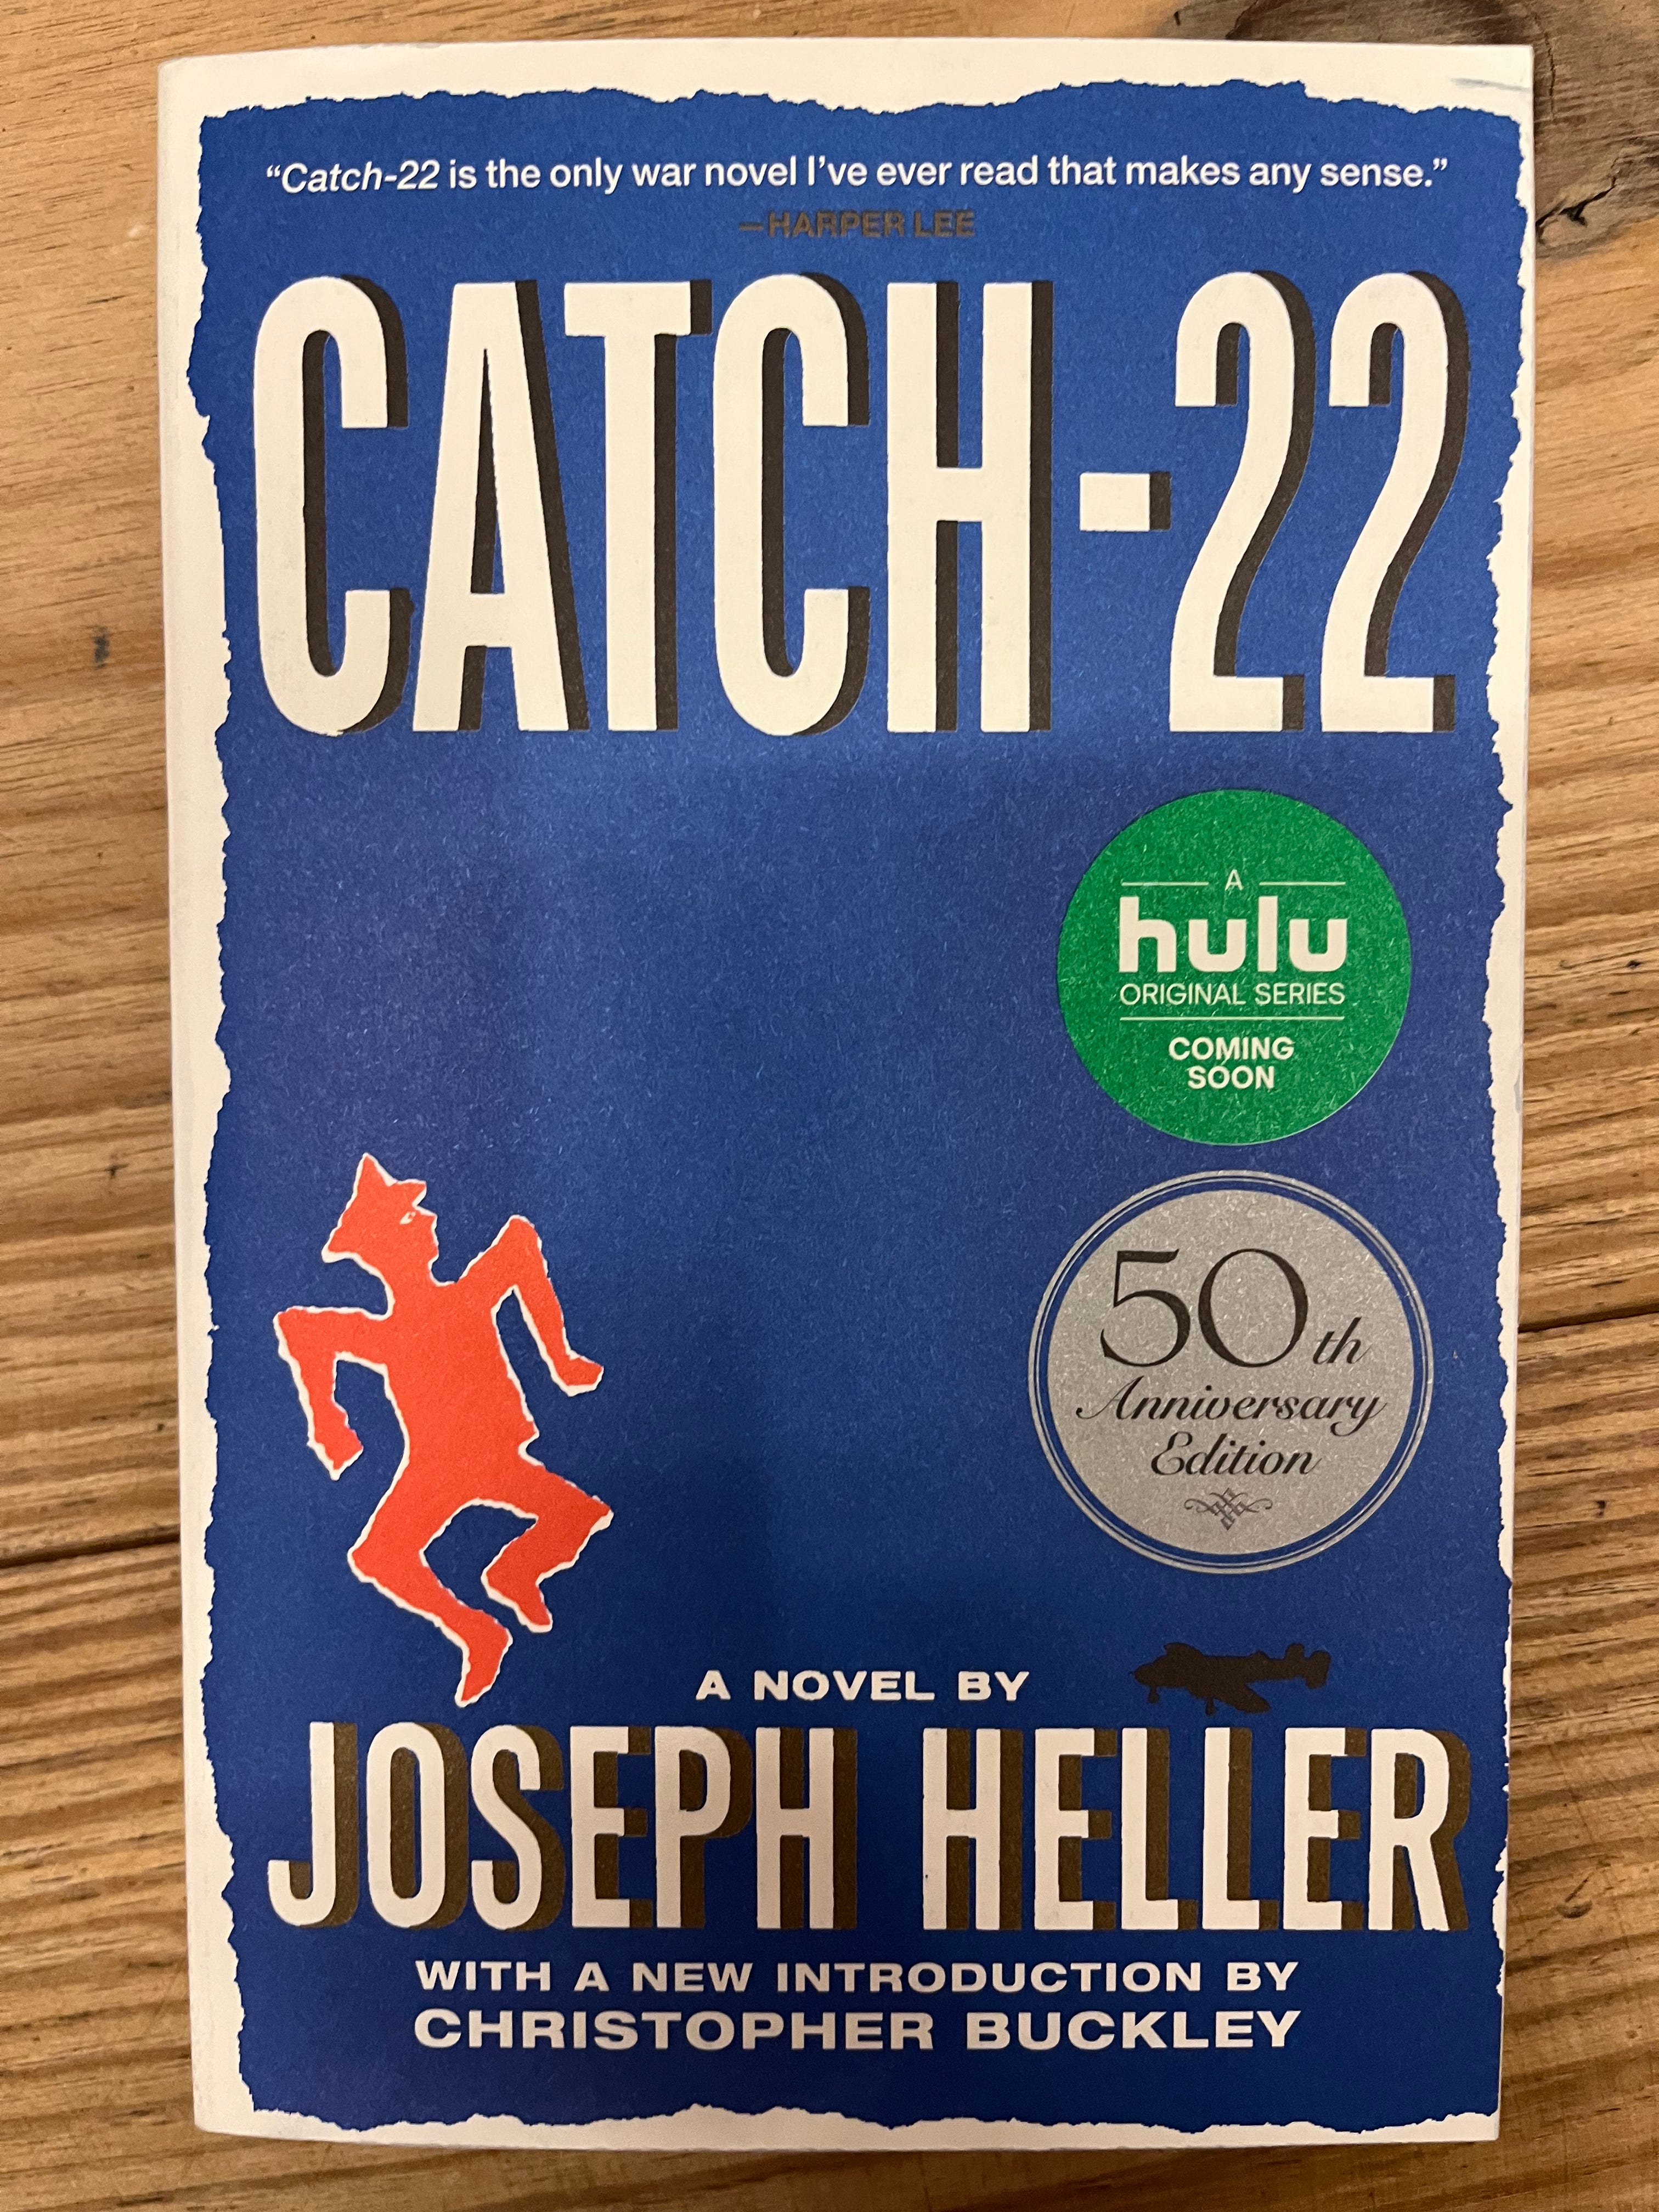 “Catch-22 is the only war novel I’ve ever read that makes any sense.”
—HARPER LEE
CATCH-22
A
hulu
ORIGINAL SERIES
COMING
SOON
50th
Anniversary
Edition
A NOVEL BY
JOSEPH HELLER
WITH A NEW INTRODUCTION BY
CHRISTOPHER BUCKLEY